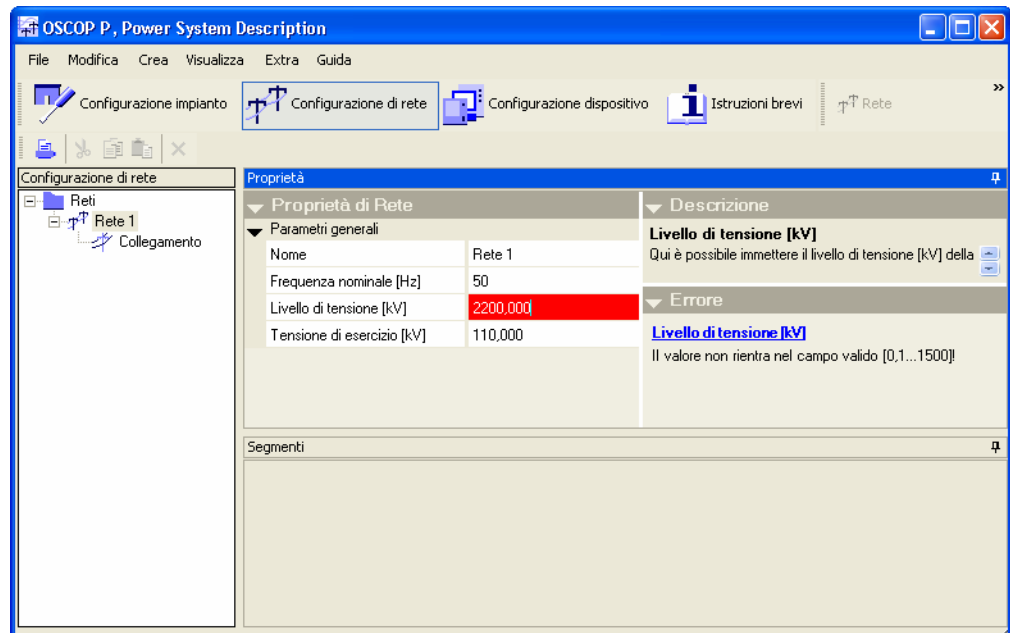 OSCOP P, Power System Description
File Modifica Crea Visualizza Extra Guida
Configurazione impianto Configurazione di rete Configurazione dispositivo Istruzioni brevi Rete »
Configurazione di rete
Reti
Rete 1
Collegamento
Proprietà
Proprietà di Rete
Parametri generali
Nome Rete 1
Frequenza nominale [Hz] 50
Livello di tensione [kV] 2200,000
Tensione di esercizio [kV] 110,000
Descrizione
Livello di tensione [kV]
Qui è possibile immettere il livello di tensione [kV] della
Errore
Livello di tensione [kV]
Il valore non rientra nel campo valido [0,1...1500]!
Segmenti